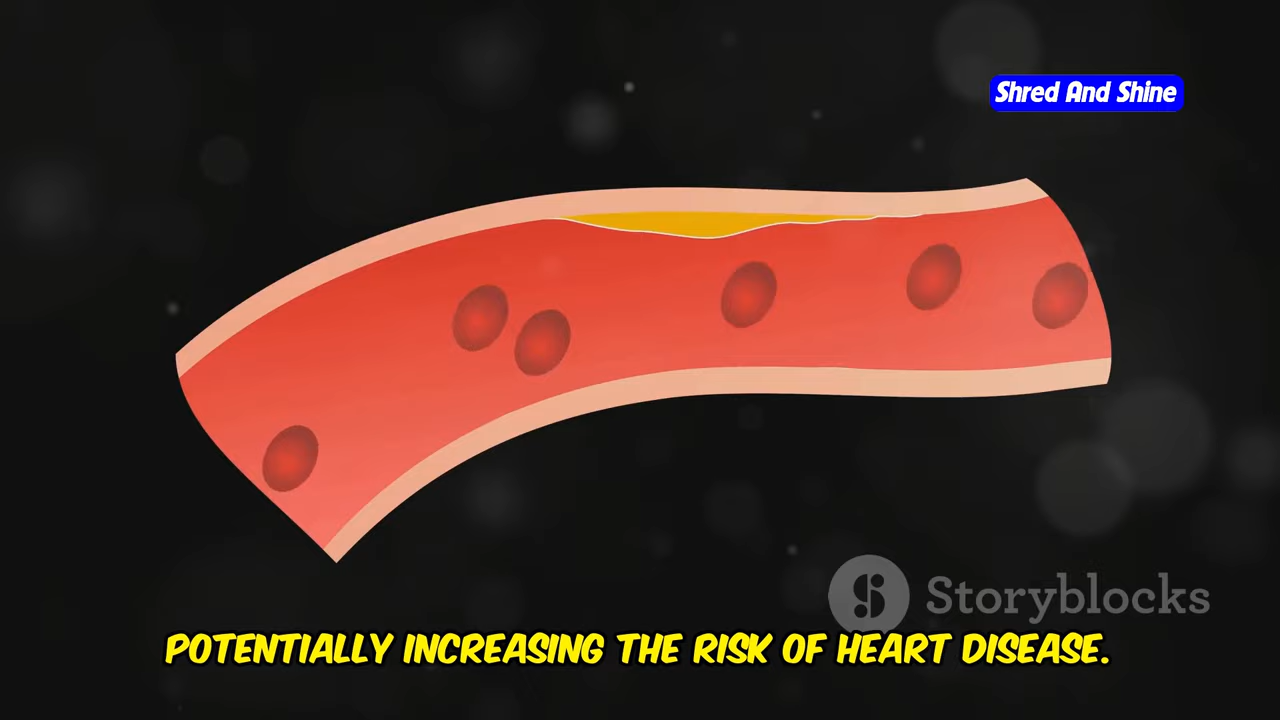 Shred And Shine
Storyblocks
POTENTIALLY INCREASING THE RISK OF HEART DISEASE.